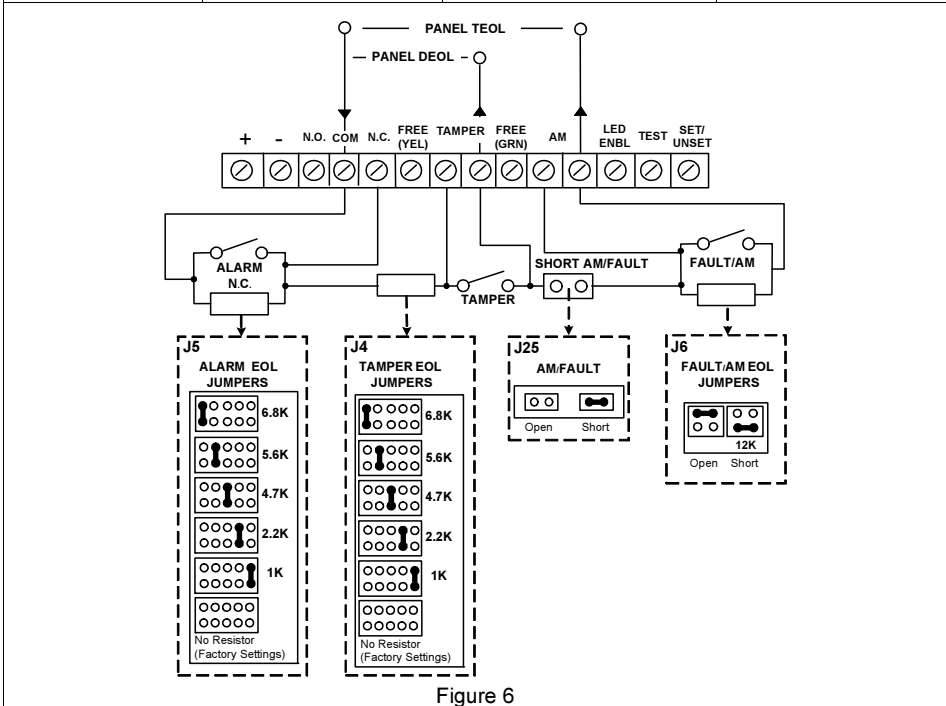 PANEL TEOL
PANEL DEOL
+ - N.O. COM N.C. FREE (YEL) TAMPER FREE (GRN) AM LED ENBL TEST SET/ UNSET
ALARM
N.C.
TAMPER
SHORT AM/FAULT
FAULT/AM
J5
ALARM EOL
JUMPERS
6.8K
5.6K
4.7K
2.2K
1K
No Resistor
(Factory Settings)
J4
TAMPER EOL
JUMPERS
6.8K
5.6K
4.7K
2.2K
1K
No Resistor
(Factory Settings)
J25
AM/FAULT
Open Short
J6
FAULT/AM EOL
JUMPERS
12K
Open Short
Figure 6